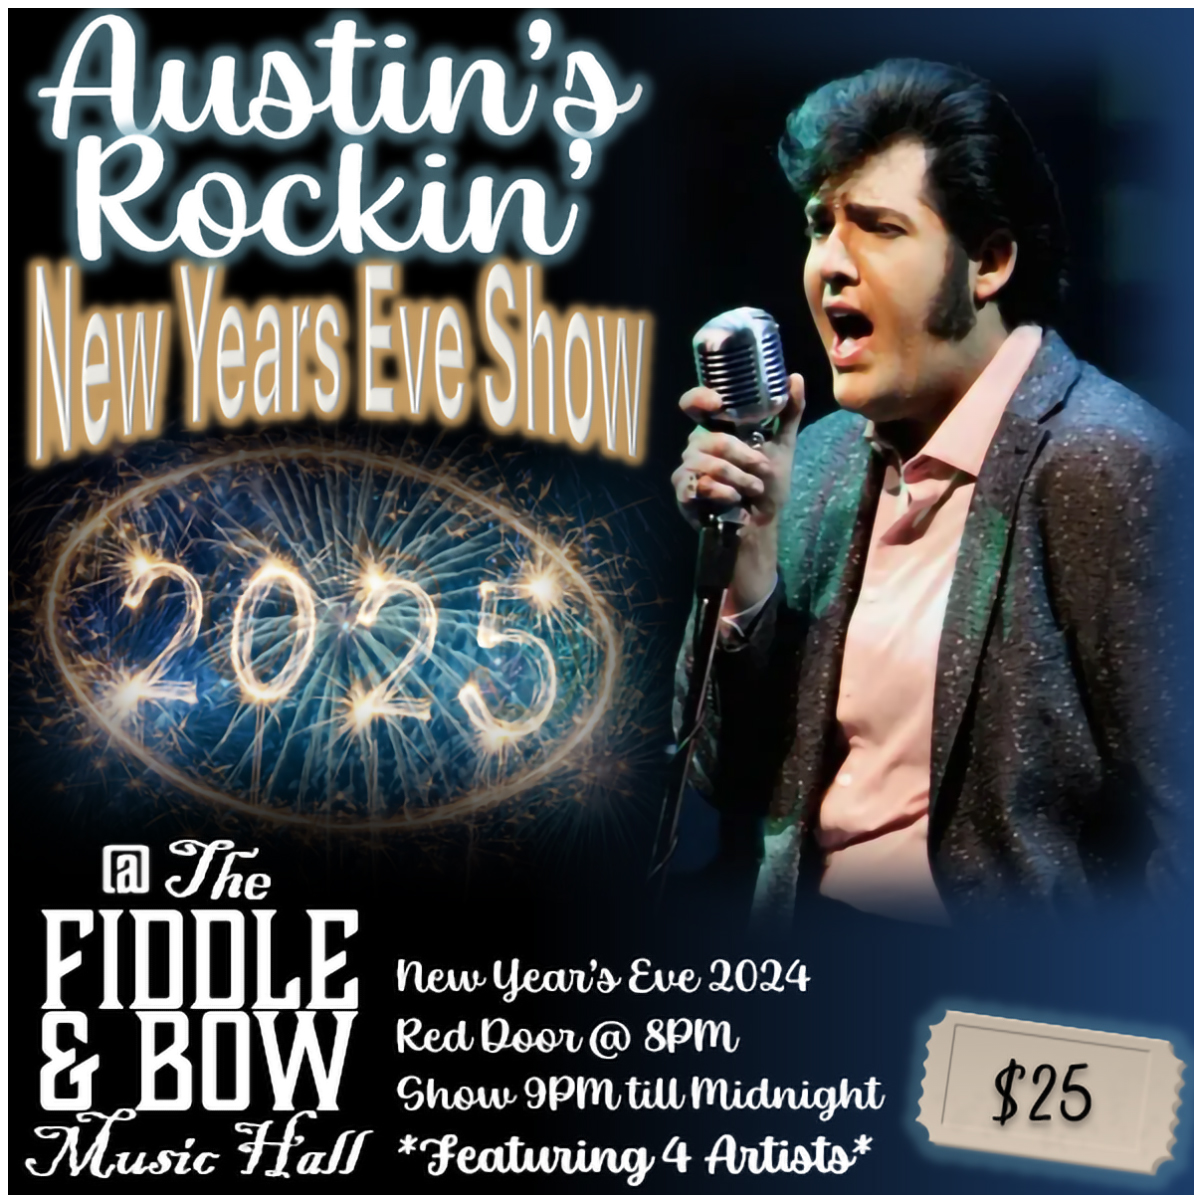 Austin's
Rockin'
New Years Eve Show
2025
@ The
FIDDLE
& BOW
Music Hall
New Year's Eve 2024
Red Door @ 8PM
Show 9PM till Midnight
*Featuring 4 Artists*
$25